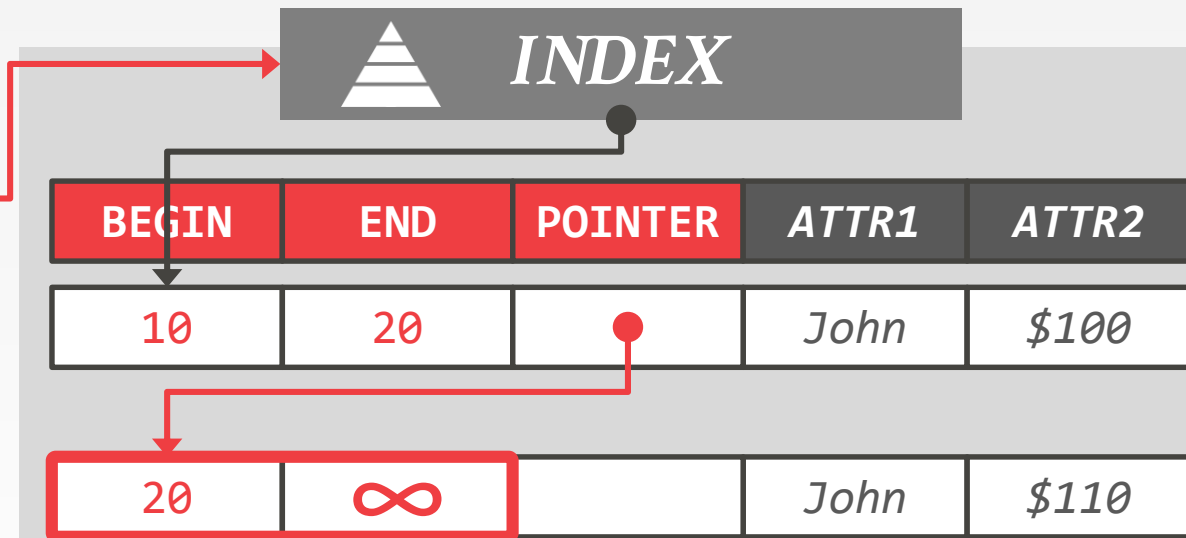 INDEX
BEGIN END POINTER ATTR1 ATTR2
10 20 John $100
20 ∞ John $110